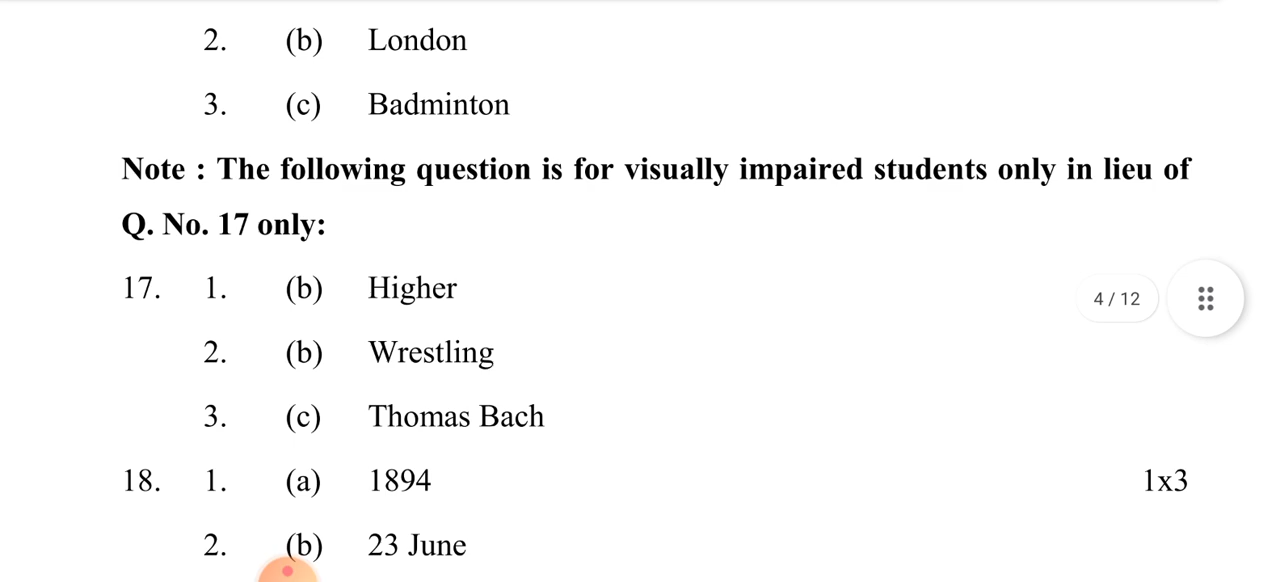 2. (b) London
3. (c) Badminton
Note : The following question is for visually impaired students only in lieu of
Q. No. 17 only:
17. 1. (b) Higher
4 / 12
2. (b) Wrestling
3. (c) Thomas Bach
18. 1. (a) 1894 1x3
2. (b) 23 June